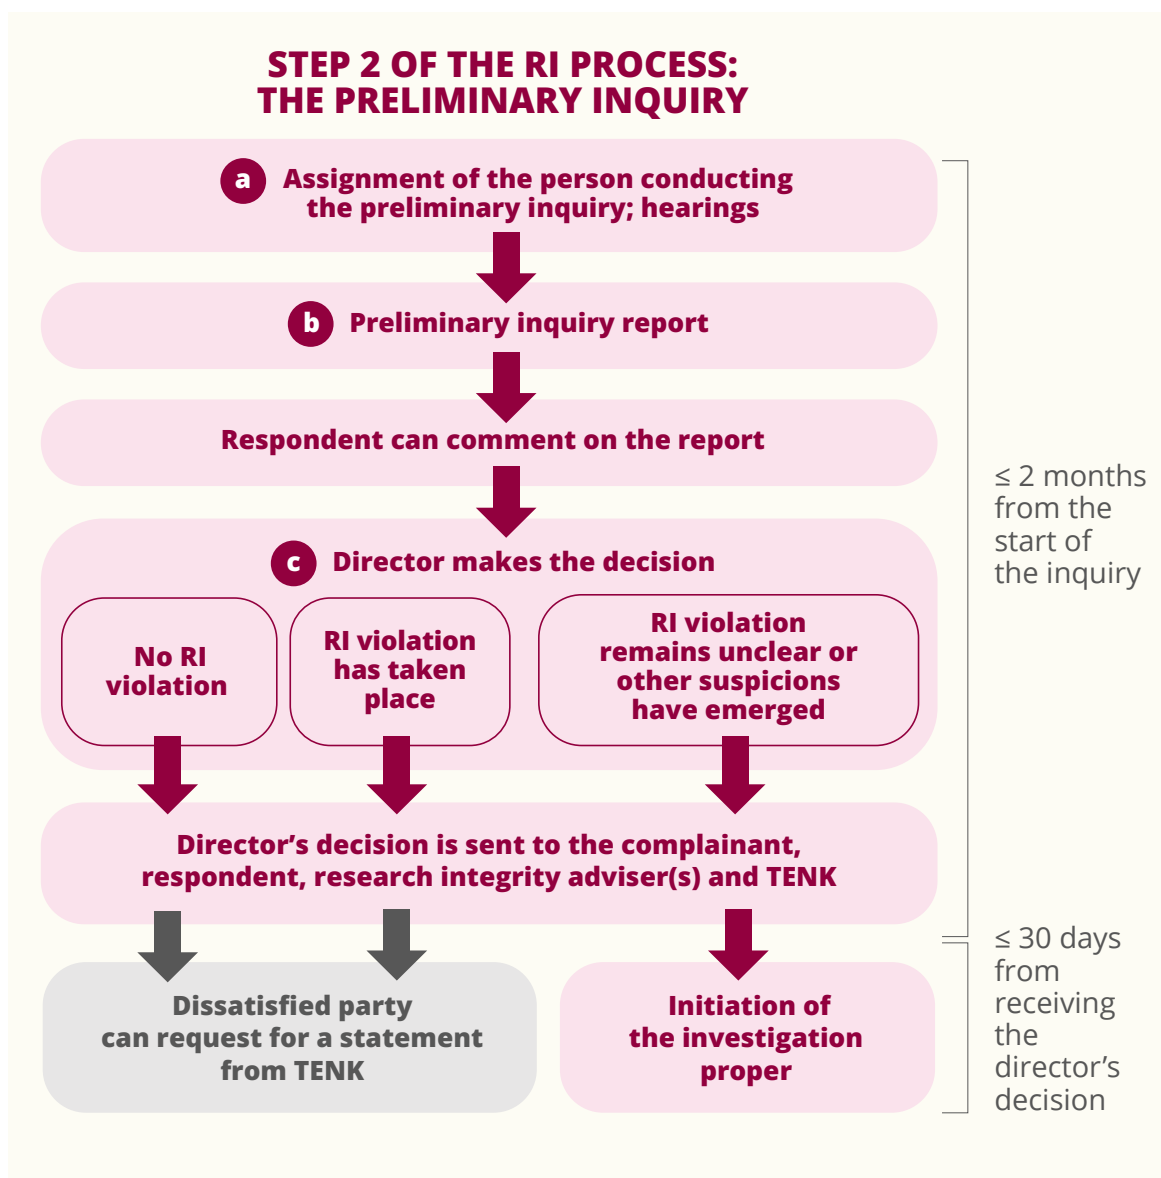 STEP 2 OF THE RI PROCESS:
THE PRELIMINARY INQUIRY
a Assignment of the person conducting
the preliminary inquiry; hearings
b Preliminary inquiry report
Respondent can comment on the report
c Director makes the decision
No RI
violation
RI violation
has taken
place
RI violation
remains unclear or
other suspicions
have emerged
Director’s decision is sent to the complainant,
respondent, research integrity adviser(s) and TENK
Dissatisfied party
can request for a statement
from TENK
Initiation of
the investigation
proper
≤ 2 months
from the
start of
the inquiry
≤ 30 days
from
receiving
the
director’s
decision